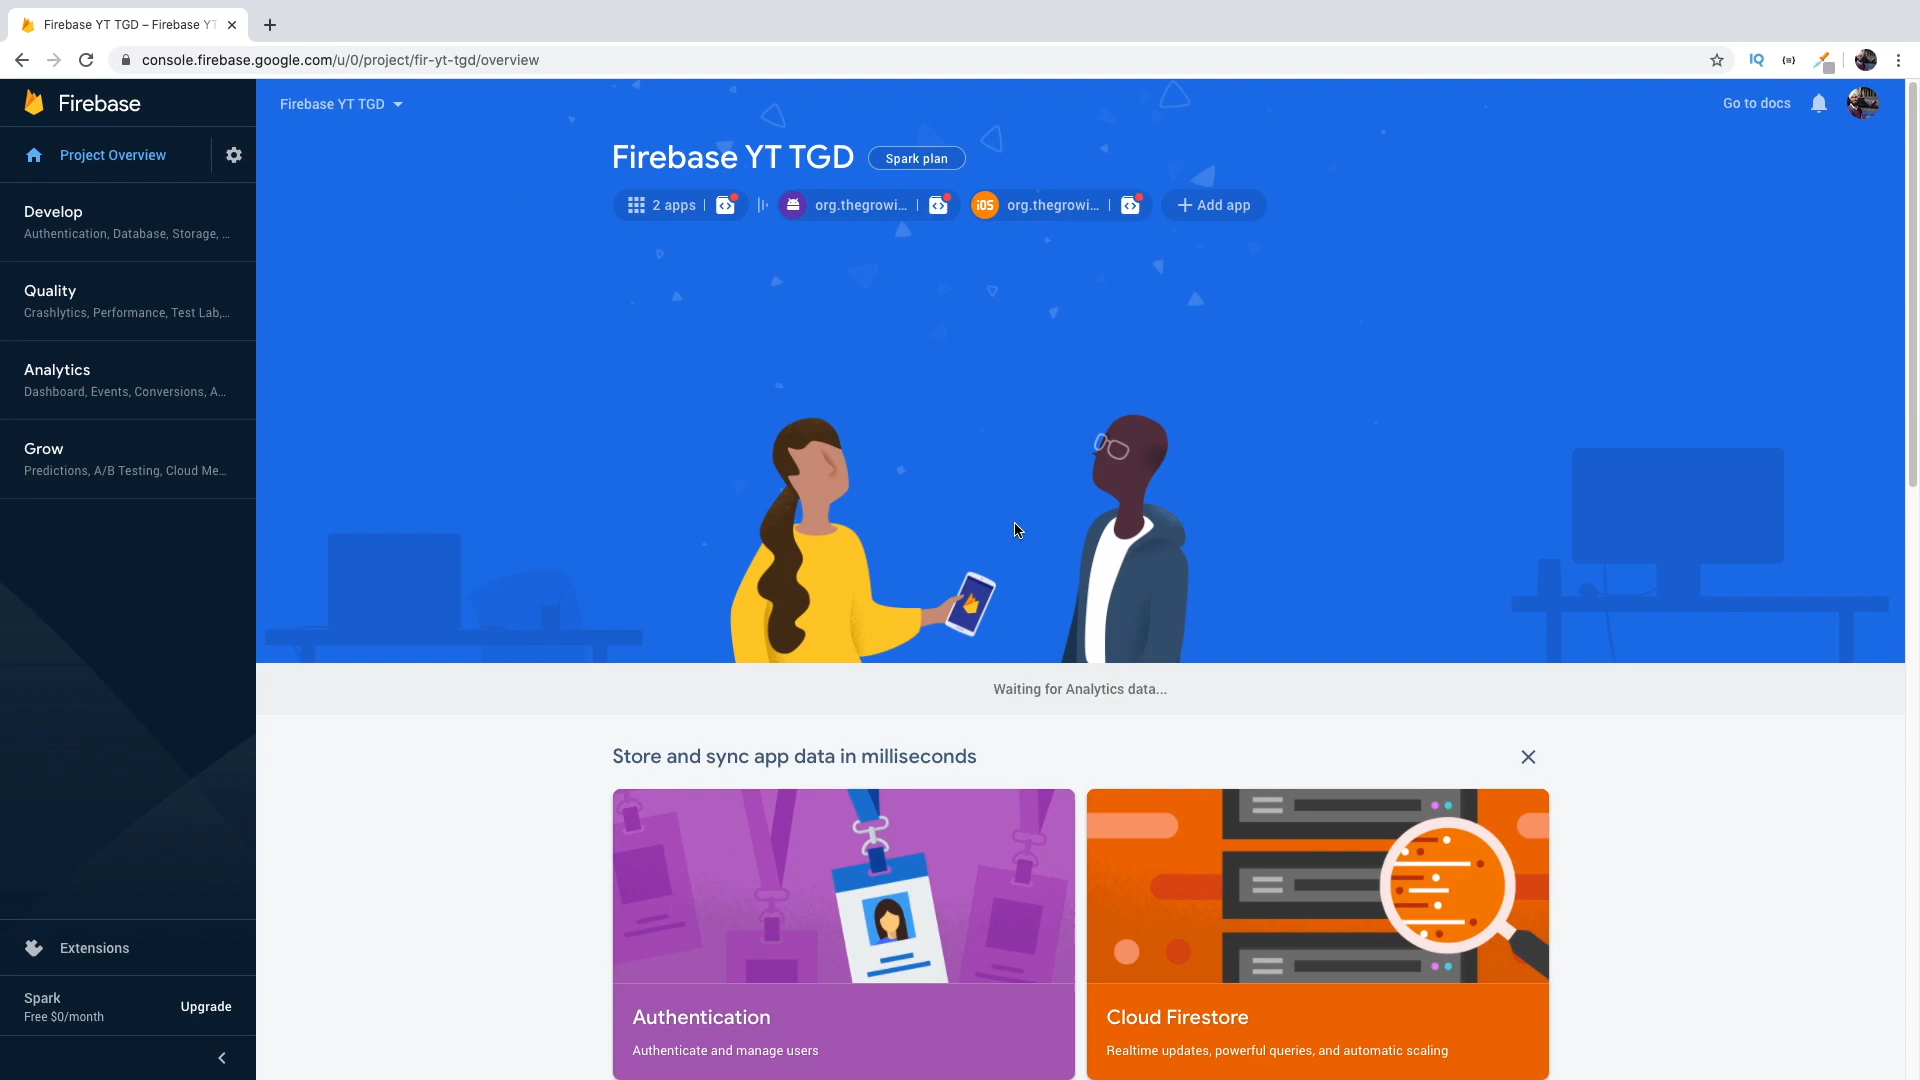 Firebase YT TGD – Firebase YT
console.firebase.google.com/u/0/project/fir-yt-tgd/overview
IQ
Firebase
Firebase YT TGD
Go to docs
Project Overview
Firebase YT TGD
Spark plan
2 apps
org.thegrowi...
iOS
org.thegrowi...
Add app
Develop
Authentication, Database, Storage, ...
Quality
Crashlytics, Performance, Test Lab,...
Analytics
Dashboard, Events, Conversions, A...
Grow
Predictions, A/B Testing, Cloud Me...
Waiting for Analytics data...
Store and sync app data in milliseconds
Authentication
Authenticate and manage users
Cloud Firestore
Realtime updates, powerful queries, and automatic scaling
Extensions
Spark
Free $0/month
Upgrade